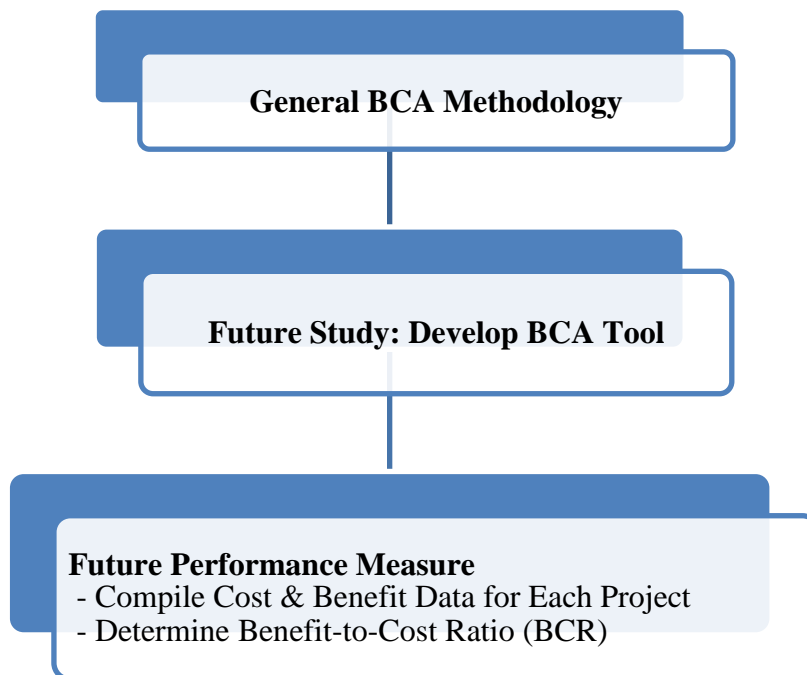 General BCA Methodology
Future Study: Develop BCA Tool
Future Performance Measure
- Compile Cost & Benefit Data for Each Project
- Determine Benefit-to-Cost Ratio (BCR)